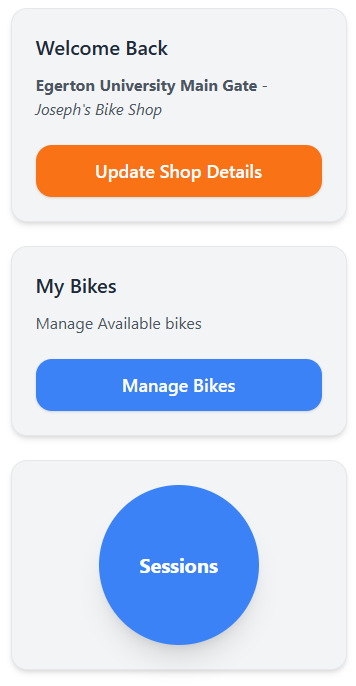 Welcome Back
Egerton University Main Gate -
Joseph's Bike Shop
Update Shop Details
My Bikes
Manage Available bikes
Manage Bikes
Sessions